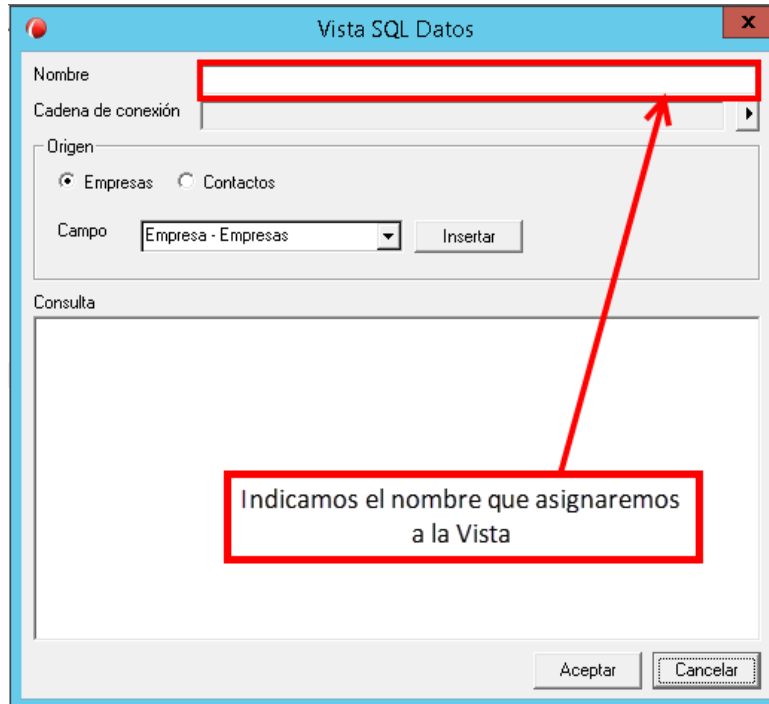 Vista SQL Datos
x
Nombre
Cadena de conexión
Origen
Empresas Contactos
Campo Empresa - Empresas Insertar
Consulta
Indicamos el nombre que asignaremos
a la Vista
Aceptar Cancelar